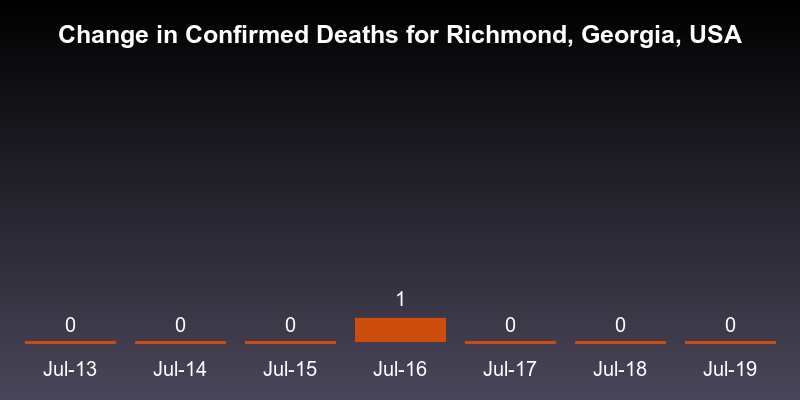 Change in Confirmed Deaths for Richmond, Georgia, USA
1
0 0 0 0 0 0
Jul-13 Jul-14 Jul-15 Jul-16 Jul-17 Jul-18 Jul-19